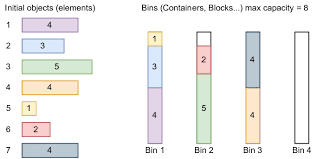 Initial objects (elements)
Bins (Containers, Blocks...) max capacity = 8
1 4
2 3
3 5
4 4
5 1
6 2
7 4
1 3 4
2 5
4 4
Bin 1 Bin 2 Bin 3 Bin 4